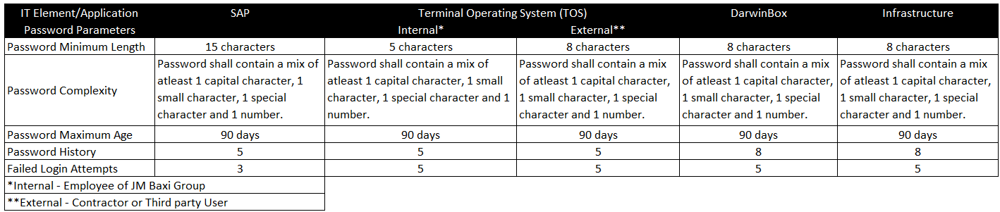 IT Element/Application SAP Terminal Operating System (TOS) DarwinBox Infrastructure
Password Parameters Internal* External**
Password Minimum Length 15 characters 5 characters 8 characters 8 characters 8 characters
Password Complexity
Password shall contain a mix of
atleast 1 capital character, 1
small character, 1 special
character and 1 number.
Password shall contain a mix of
atleast 1 capital character, 1 small
character, 1 special character and 1
number.
Password shall contain a mix
of atleast 1 capital character,
1 small character, 1 special
character and 1 number.
Password shall contain a mix
of atleast 1 capital character,
1 small character, 1 special
character and 1 number.
Password shall contain a mix
of atleast 1 capital character,
1 small character, 1 special
character and 1 number.
Password Maximum Age 90 days 90 days 90 days 90 days 90 days
Password History 5 5 5 8 8
Failed Login Attempts 3 5 5 5 5
*Internal - Employee of JM Baxi Group
**External - Contractor or Third party User